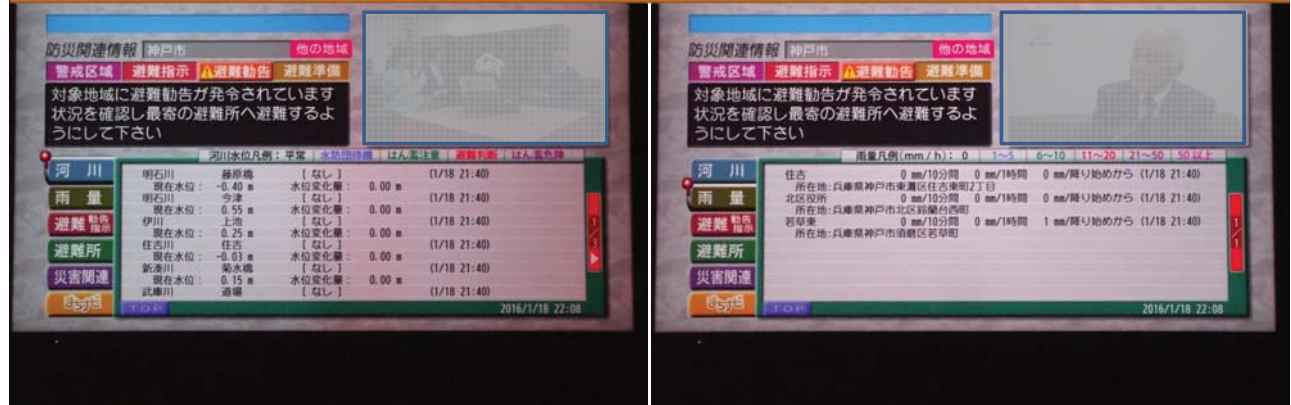 防災関連情報 神戸市 他の地域
警戒区域 避難指示 避難勧告 避難準備
対象地域に避難勧告が発令されています
状況を確認し最寄の避難所へ避難するよ
うにして下さい
河川水位凡例: 平常 水防団待機 はん濫注意 避難判断 はん濫危険
河川
雨量
避難 勧告 指示
避難所
災害関連
まちナビ
明石川 藤原橋 [ なし ] (1/18 21:40)
現在水位: -0.40 m 水位変化量: 0.00 m
明石川 今津 [ なし ] (1/18 21:40)
現在水位: 0.55 m 水位変化量: 0.00 m
伊川 上池 [ なし ] (1/18 21:40)
現在水位: 0.25 m 水位変化量: 0.00 m
住吉川 住吉 [ なし ] (1/18 21:40)
現在水位: -0.03 m 水位変化量: 0.00 m
新湊川 菊水橋 [ なし ] (1/18 21:40)
現在水位: 0.15 m 水位変化量: 0.00 m
武庫川 道場 [ なし ] (1/18 21:40)
1/3
TOP 2016/1/18 22:08
防災関連情報 神戸市 他の地域
警戒区域 避難指示 避難勧告 避難準備
対象地域に避難勧告が発令されています
状況を確認し最寄の避難所へ避難するよ
うにして下さい
雨量凡例(mm/h): 0 1~5 6~10 11~20 21~50 50以上
河川
雨量
避難 勧告 指示
避難所
災害関連
まちナビ
住吉 0 mm/10分間 0 mm/1時間 0 mm/降り始めから (1/18 21:40)
所在地:兵庫県神戸市東灘区住吉東町2丁目
北区役所 0 mm/10分間 0 mm/1時間 0 mm/降り始めから (1/18 21:40)
所在地:兵庫県神戸市北区鈴蘭台西町
若草東 0 mm/10分間 0 mm/1時間 1 mm/降り始めから (1/18 21:40)
所在地:兵庫県神戸市須磨区若草町
1/1
TOP 2016/1/18 22:08